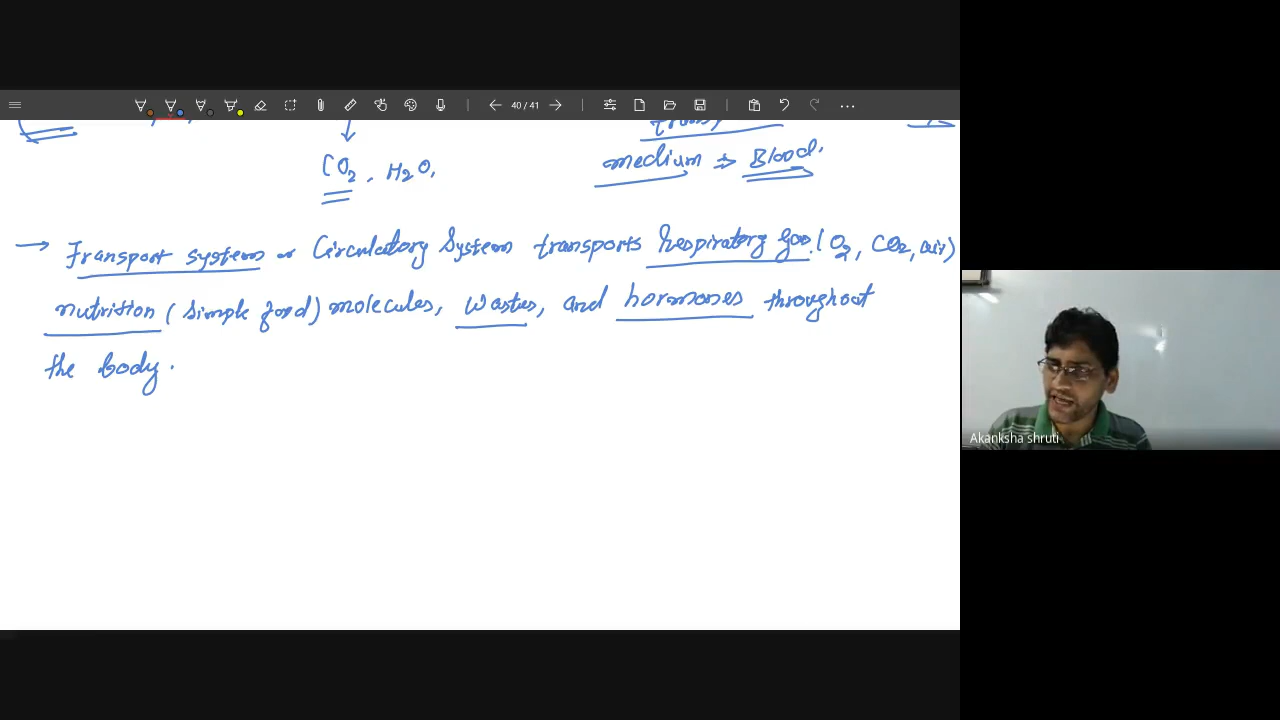 40 / 41
CO2, H2O,
medium ⇒ Blood.
→ Transport system or Circulatory System transports Respiratory gas (O2, CO2, air)
nutrition (simple food) molecules, wastes, and hormones throughout
the body.
Akanksha shruti